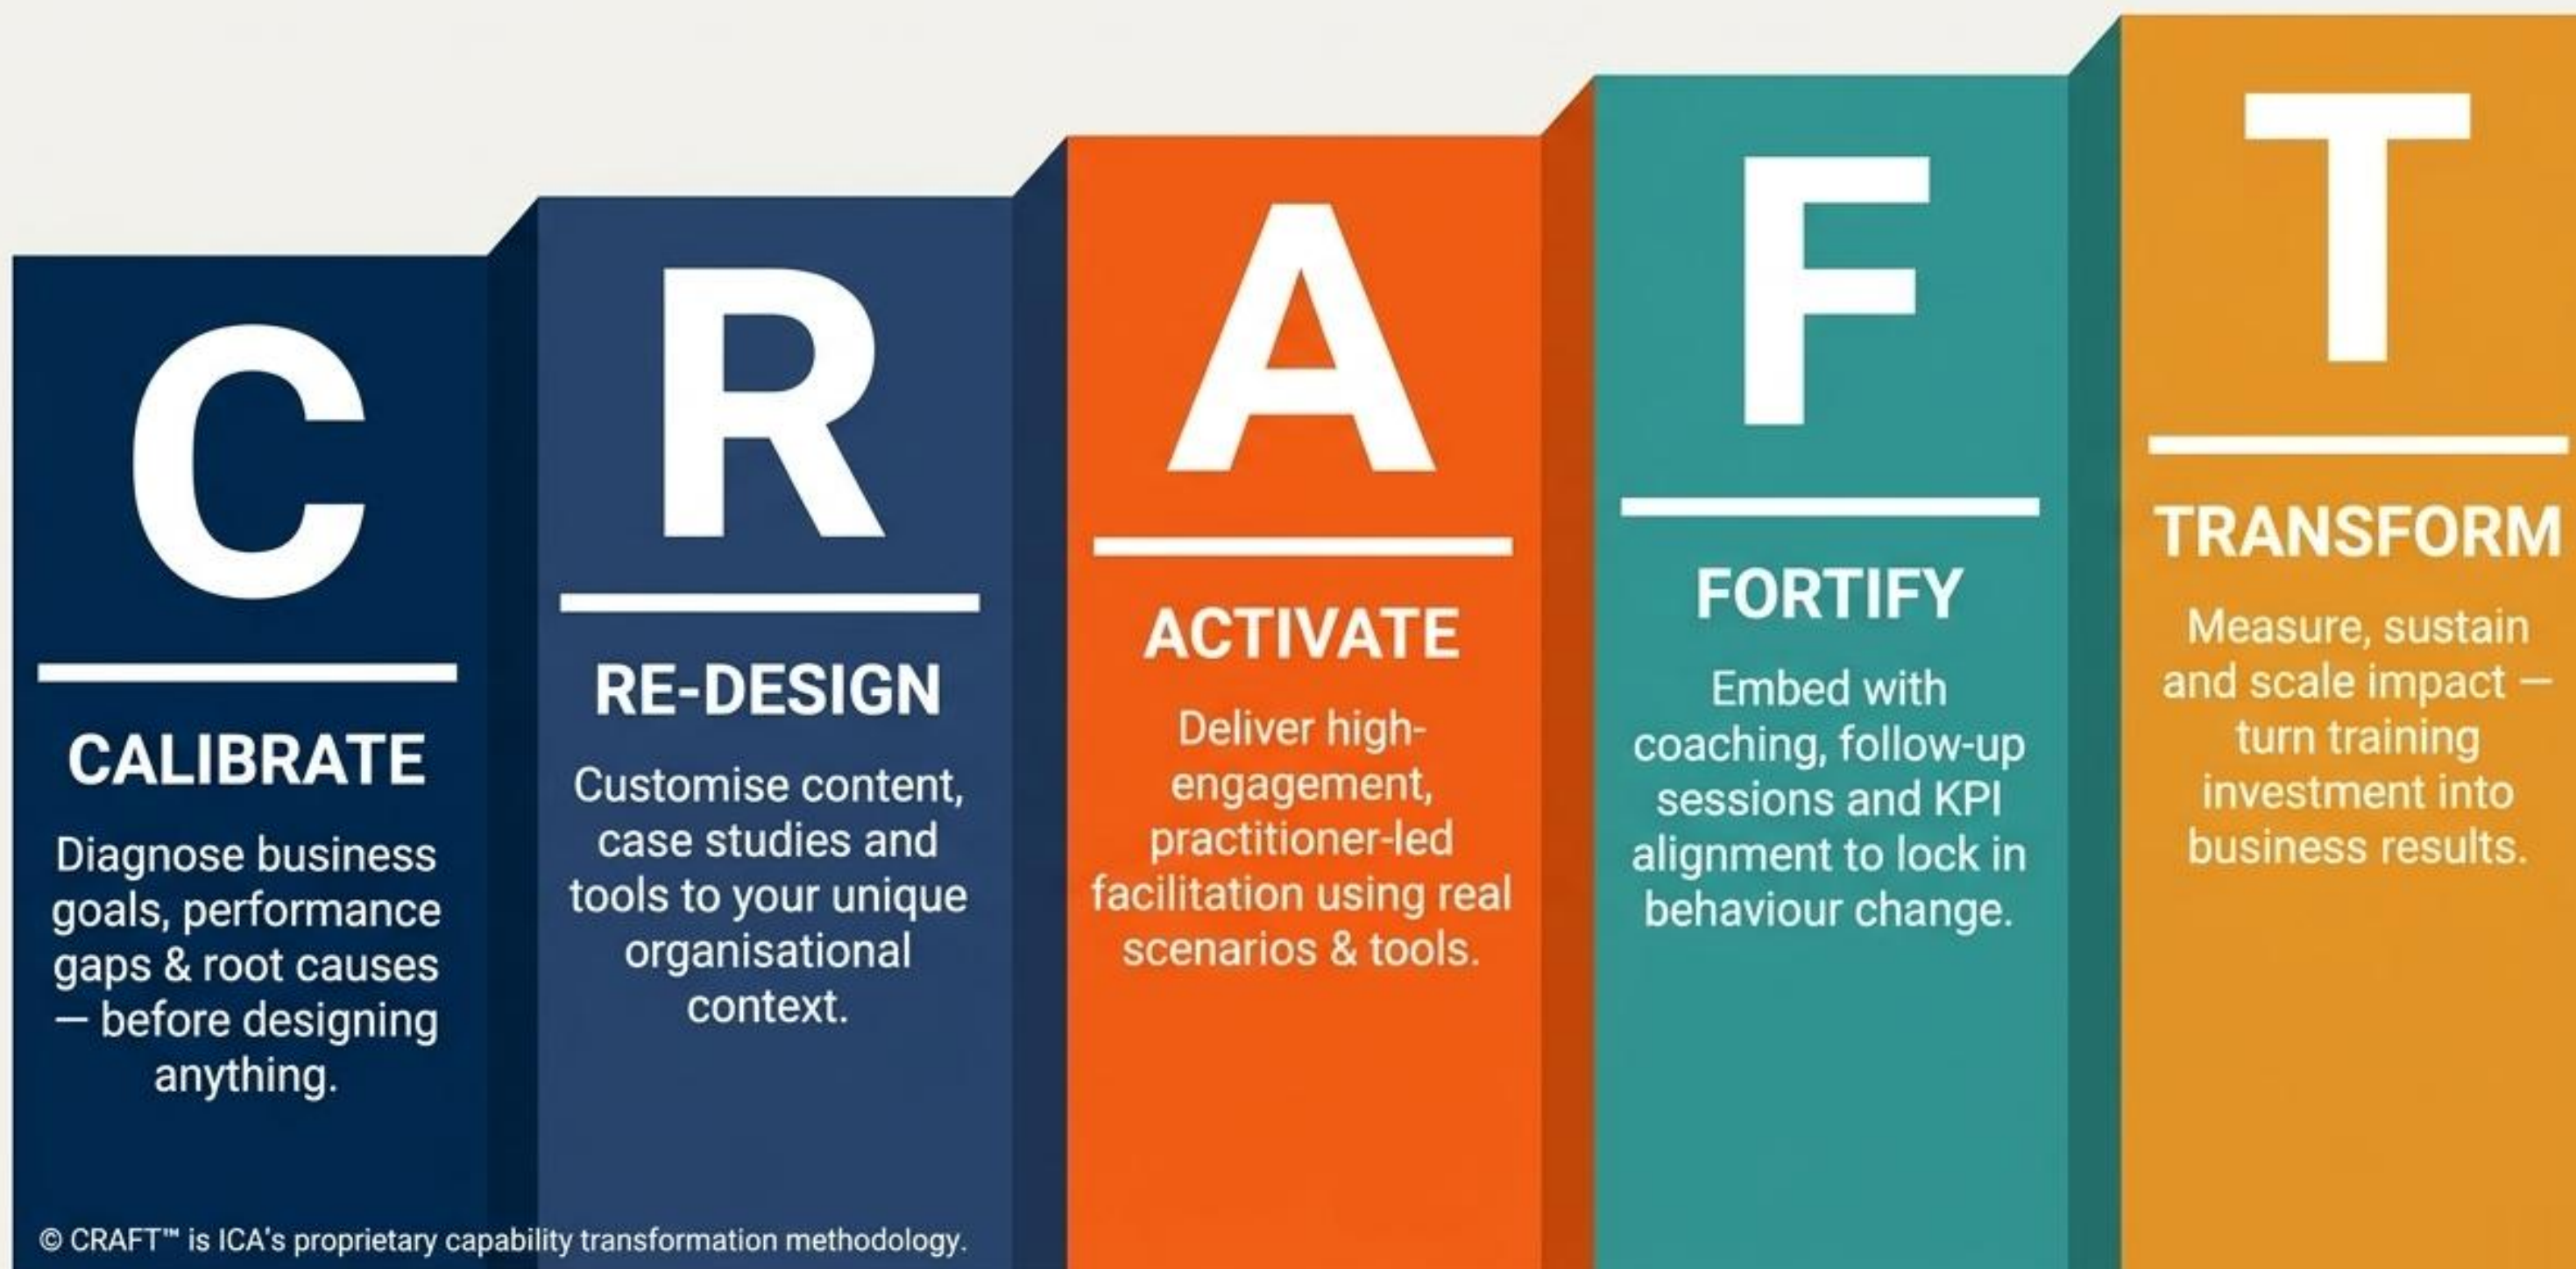 C
CALIBRATE
Diagnose business
goals, performance
gaps & root causes
— before designing
anything.
R
RE-DESIGN
Customise content,
case studies and
tools to your unique
organisational
context.
A
ACTIVATE
Deliver high-
engagement,
practitioner-led
facilitation using real
scenarios & tools.
F
FORTIFY
Embed with
coaching, follow-up
sessions and KPI
alignment to lock in
behaviour change.
T
TRANSFORM
Measure, sustain
and scale impact —
turn training
investment into
business results.
© CRAFT™ is ICA's proprietary capability transformation methodology.